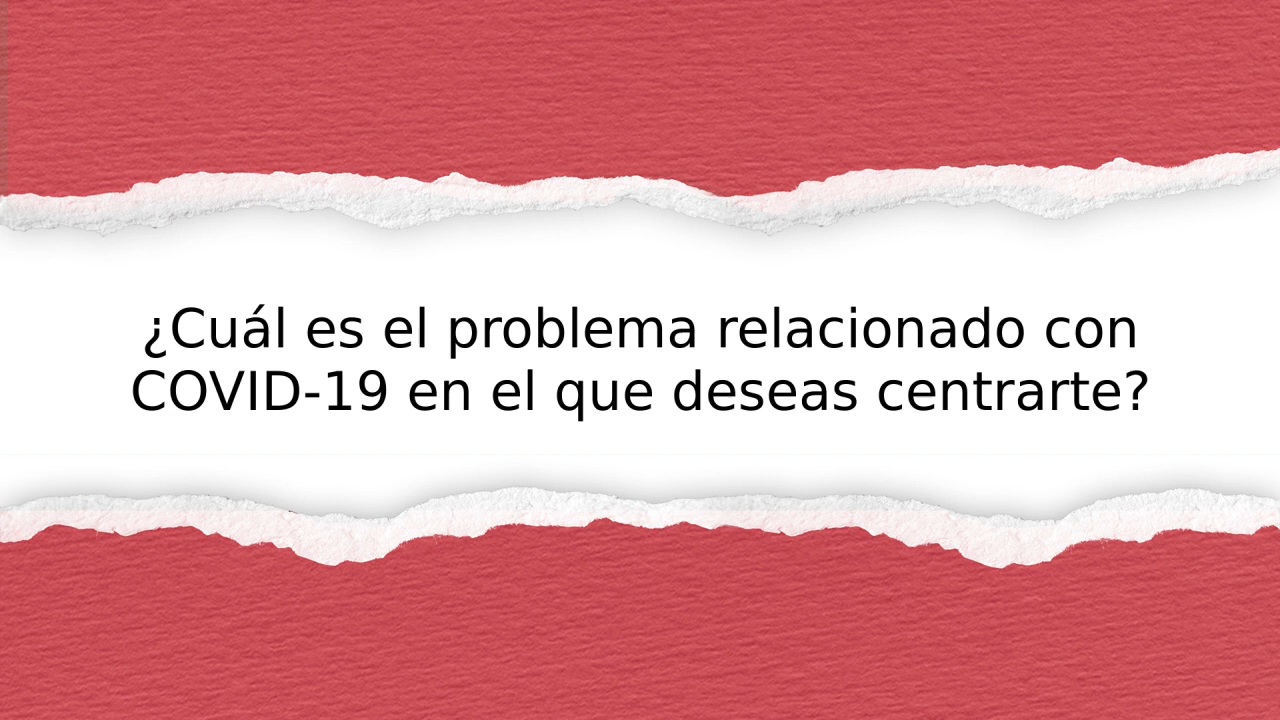 ¿Cuál es el problema relacionado con
COVID-19 en el que deseas centrarte?